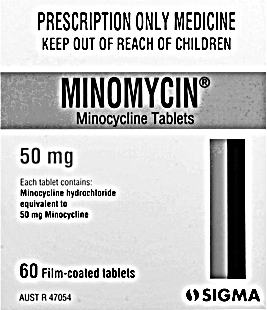 PRESCRIPTION ONLY MEDICINE
KEEP OUT OF REACH OF CHILDREN
MINOMYCIN®
Minocycline Tablets
50 mg
Each tablet contains:
Minocycline hydrochloride
equivalent to
50 mg Minocycline
60 Film-coated tablets
AUST R 47054
SIGMA